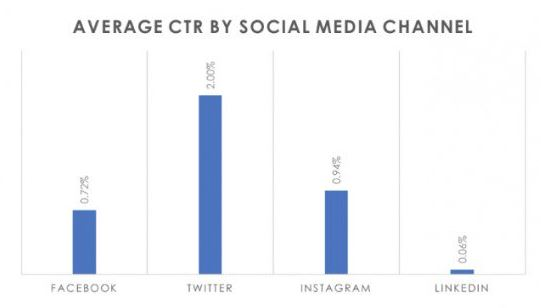 AVERAGE CTR BY SOCIAL MEDIA CHANNEL
0.72%
2.00%
0.94%
0.06%
FACEBOOK
TWITTER
INSTAGRAM
LINKEDIN